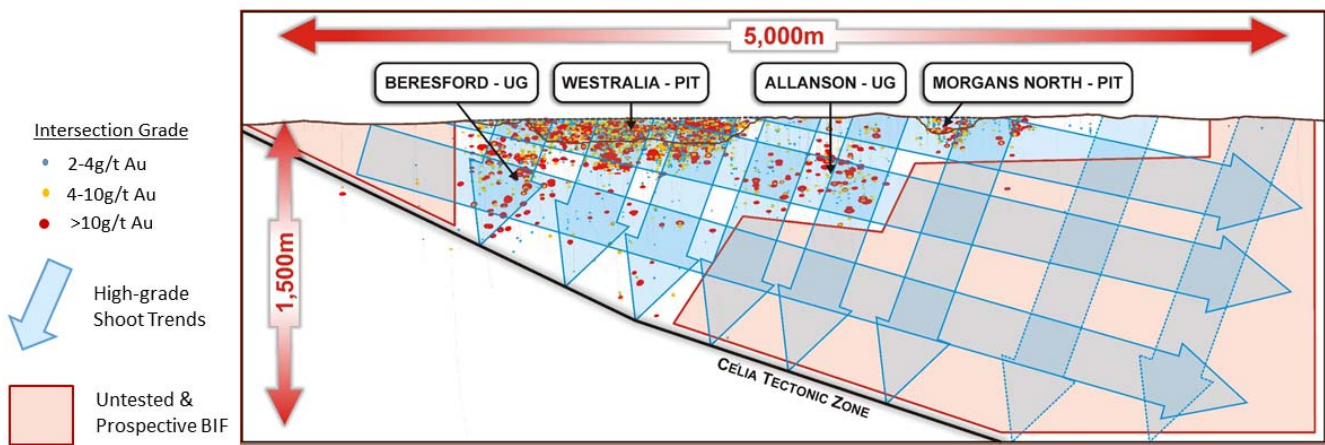 5,000m
BERESFORD - UG
WESTRALIA - PIT
ALLANSON - UG
MORGANS NORTH - PIT
Intersection Grade
2-4g/t Au
4-10g/t Au
>10g/t Au
High-grade
Shoot Trends
Untested &
Prospective BIF
1,500m
CELIA TECTONIC ZONE